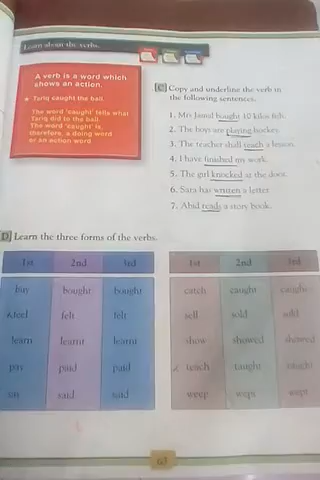 Learn about the verbs.
A verb is a word which
shows an action.
Tariq caught the ball.
The word 'caught' tells what
Tariq did to the ball.
The word 'caught' is,
therefore, a doing word
or an action word.
C Copy and underline the verb in
the following sentences.
1. Mrs Jamal bought 10 kilos fish.
2. The boys are playing hockey.
3. The teacher shall teach a lesson.
4. I have finished my work.
5. The girl knocked at the door.
6. Sara has written a letter.
7. Abid reads a story book.
D Learn the three forms of the verbs.
1st 2nd 3rd
buy bought bought
feel felt felt
learn learnt learnt
pay paid paid
said said
1st 2nd 3rd
catch caught caught
sell sold sold
show showed showed
teach taught taught
weep wept wept
63